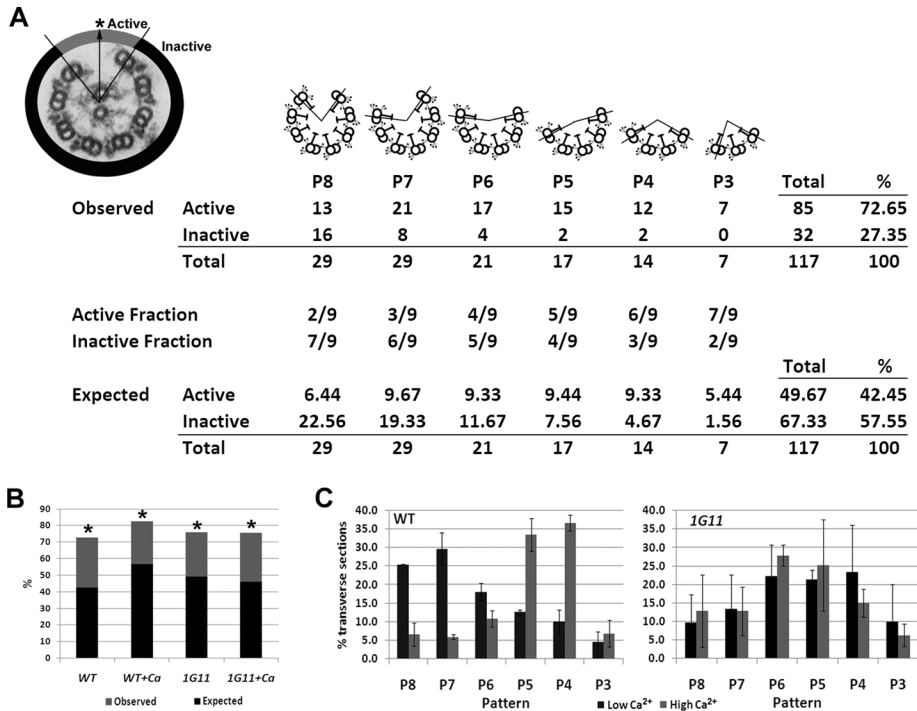 A
* Active
Inactive
P8 P7 P6 P5 P4 P3 Total %
Observed Active 13 21 17 15 12 7 85 72.65
Inactive 16 8 4 2 2 0 32 27.35
Total 29 29 21 17 14 7 117 100
Active Fraction 2/9 3/9 4/9 5/9 6/9 7/9
Inactive Fraction 7/9 6/9 5/9 4/9 3/9 2/9
Total %
Expected Active 6.44 9.67 9.33 9.44 9.33 5.44 49.67 42.45
Inactive 22.56 19.33 11.67 7.56 4.67 1.56 67.33 57.55
Total 29 29 21 17 14 7 117 100
B
90
80
70
60
50
40
30
20
10
0
%
* * * *
WT WT+Ca 1G11 1G11+Ca
Observed Expected
C
WT
% transverse sections
40.0
35.0
30.0
25.0
20.0
15.0
10.0
5.0
0.0
P8 P7 P6 P5 P4 P3
Pattern
1G11
40.0
35.0
30.0
25.0
20.0
15.0
10.0
5.0
0.0
P8 P7 P6 P5 P4 P3
Pattern
Low Ca²⁺ High Ca²⁺